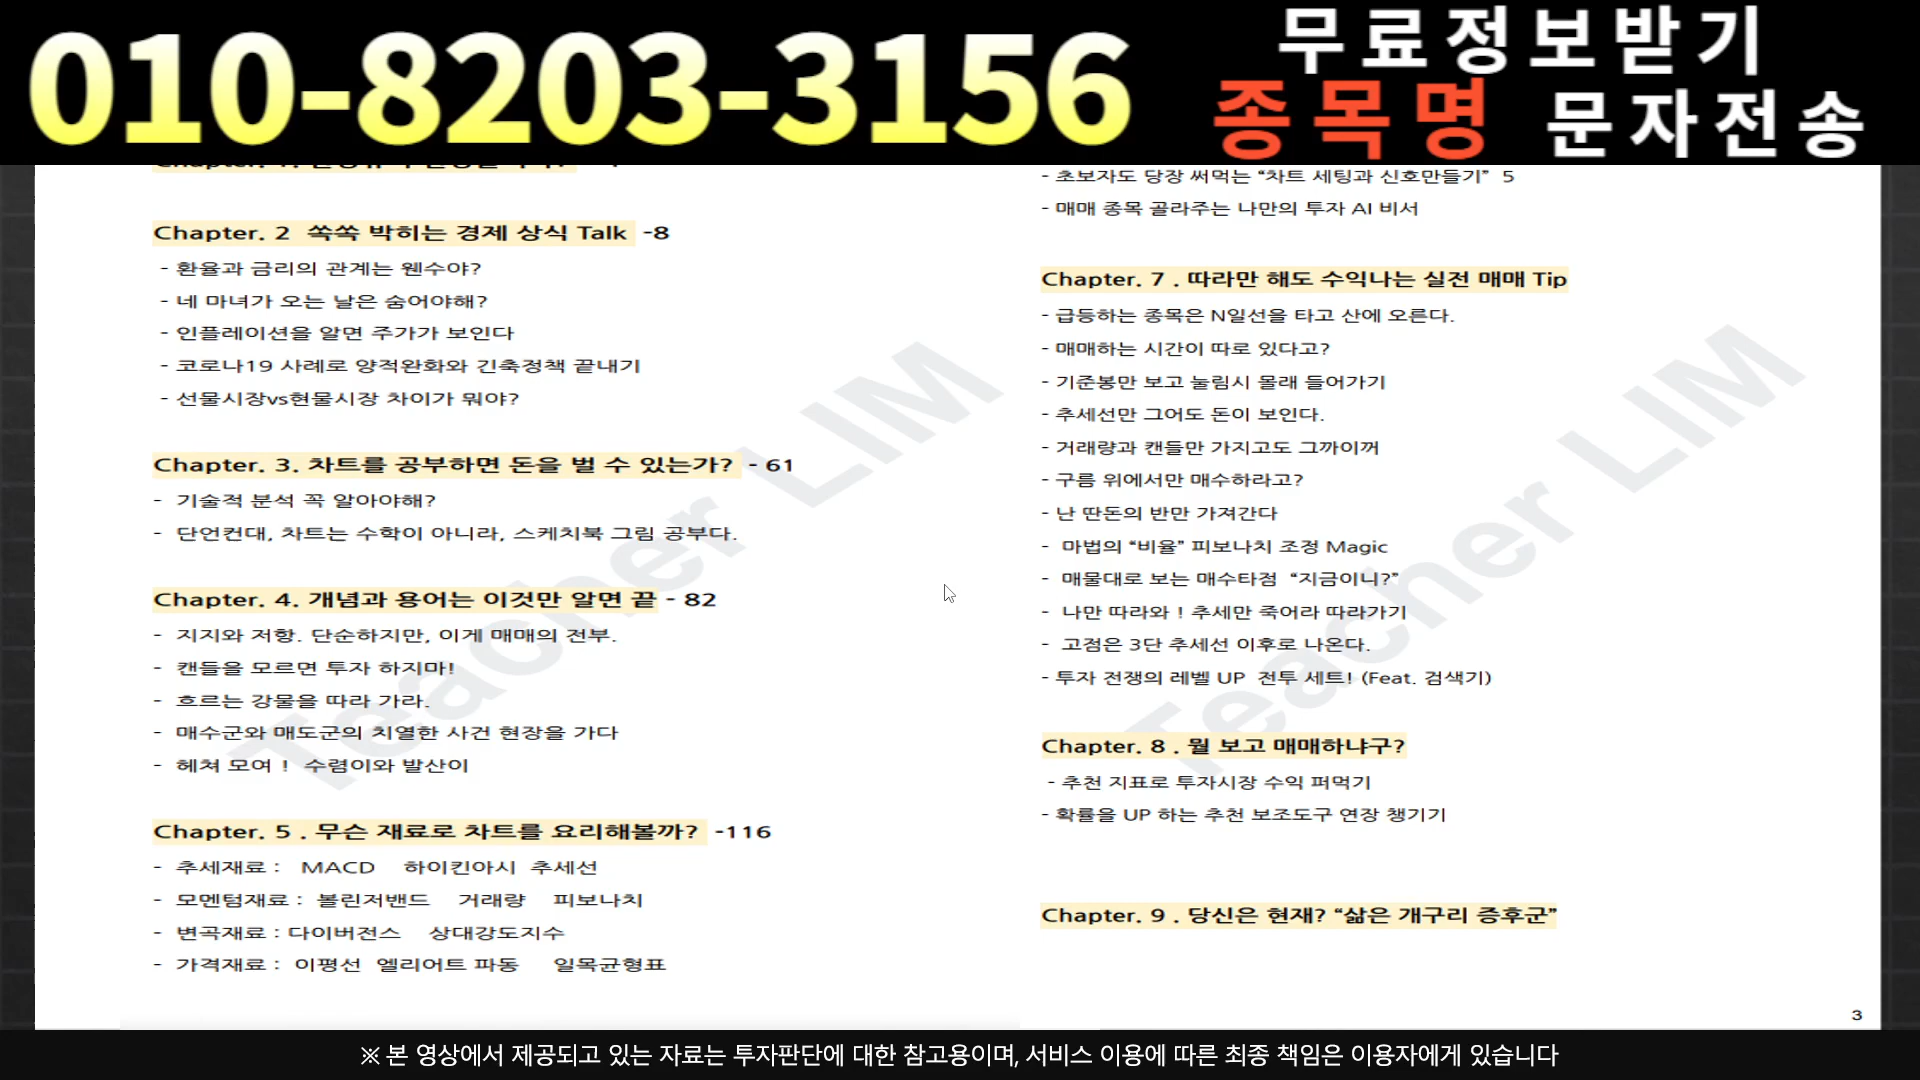 010-8203-3156
무료정보받기
종목명 문자전송
Chapter. 2 쏙쏙 박히는 경제 상식 Talk -8
- 환율과 금리의 관계는 웬수야?
- 네 마녀가 오는 날은 숨어야해?
- 인플레이션을 알면 주가가 보인다
- 코로나19 사례로 양적완화와 긴축정책 끝내기
- 선물시장vs현물시장 차이가 뭐야?
Chapter. 3. 차트를 공부하면 돈을 벌 수 있는가? - 61
- 기술적 분석 꼭 알아야해?
- 단언컨대, 차트는 수학이 아니라, 스케치북 그림 공부다.
Chapter. 4. 개념과 용어는 이것만 알면 끝 - 82
- 지지와 저항. 단순하지만, 이게 매매의 전부.
- 캔들을 모르면 투자 하지마!
- 흐르는 강물을 따라 가라.
- 매수군와 매도군의 치열한 사건 현장을 가다
- 헤쳐 모여 ! 수렴이와 발산이
Chapter. 5 . 무슨 재료로 차트를 요리해볼까? -116
- 추세재료 : MACD 하이킨아시 추세선
- 모멘텀재료 : 볼린저밴드 거래량 피보나치
- 변곡재료 : 다이버전스 상대강도지수
- 가격재료 : 이평선 엘리어트 파동 일목균형표
- 초보자도 당장 써먹는 “차트 세팅과 신호만들기” 5
- 매매 종목 골라주는 나만의 투자 AI 비서
Chapter. 7 . 따라만 해도 수익나는 실전 매매 Tip
- 급등하는 종목은 N일선을 타고 산에 오른다.
- 매매하는 시간이 따로 있다고?
- 기준봉만 보고 눌림시 몰래 들어가기
- 추세선만 그어도 돈이 보인다.
- 거래량과 캔들만 가지고도 그까이꺼
- 구름 위에서만 매수하라고?
- 난 딴돈의 반만 가져간다
- 마법의 “비율” 피보나치 조정 Magic
- 매물대로 보는 매수타점 “지금이니?”
- 나만 따라와 ! 추세만 죽어라 따라가기
- 고점은 3단 추세선 이후로 나온다.
- 투자 전쟁의 레벨 UP 전투 세트! (Feat. 검색기)
Chapter. 8 . 뭘 보고 매매하냐구?
- 추천 지표로 투자시장 수익 퍼먹기
- 확률을 UP 하는 추천 보조도구 연장 챙기기
Chapter. 9 . 당신은 현재? “삶은 개구리 증후군”
Teacher LIM
Teacher LIM
3
※ 본 영상에서 제공되고 있는 자료는 투자판단에 대한 참고용이며, 서비스 이용에 따른 최종 책임은 이용자에게 있습니다